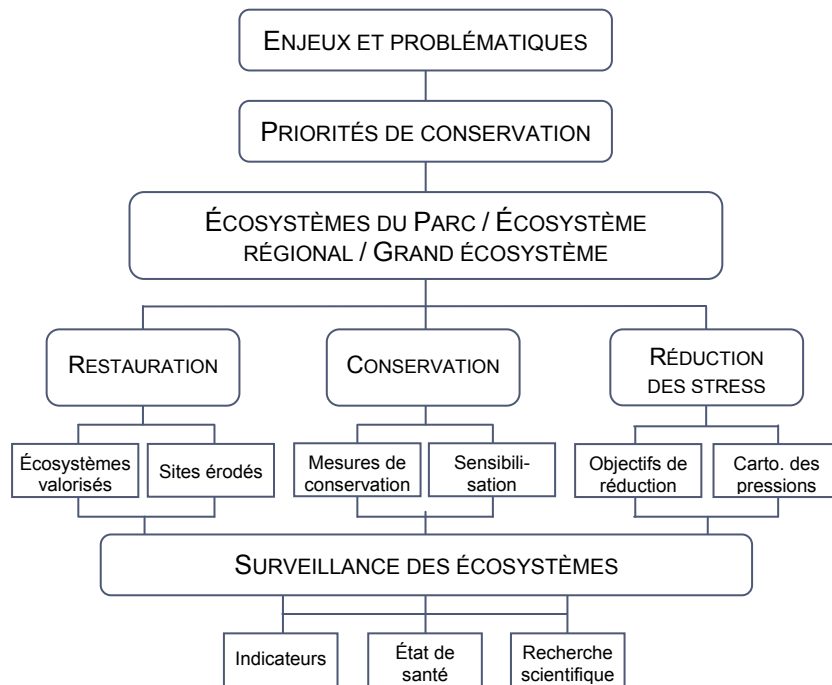 ENJEUX ET PROBLÉMATIQUES
PRIORITÉS DE CONSERVATION
ÉCOSYSTÈMES DU PARC / ÉCOSYSTÈME
RÉGIONAL / GRAND ÉCOSYSTÈME
RESTAURATION
CONSERVATION
RÉDUCTION
DES STRESS
Écosystèmes
valorisés
Sites érodés
Mesures de
conservation
Sensibili-
sation
Objectifs de
réduction
Carto. des
pressions
SURVEILLANCE DES ÉCOSYSTÈMES
Indicateurs
État de
santé
Recherche
scientifique